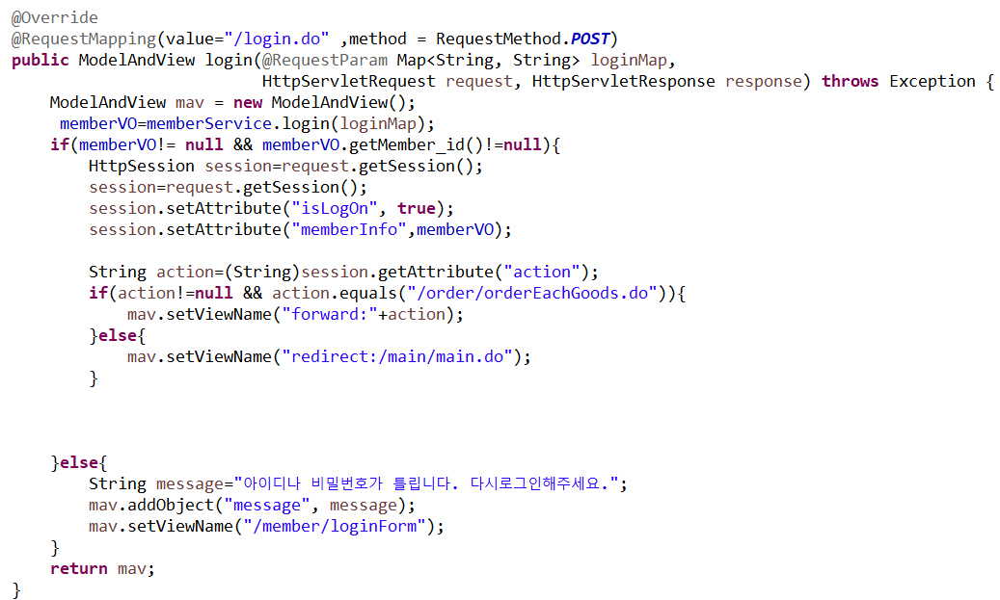 @Override
@RequestMapping(value="/login.do" ,method = RequestMethod.POST)
public ModelAndView login(@RequestParam Map<String, String> loginMap,
HttpServletRequest request, HttpServletResponse response) throws Exception {
ModelAndView mav = new ModelAndView();
memberVO=memberService.login(loginMap);
if(memberVO!= null && memberVO.getMember_id()!=null){
HttpSession session=request.getSession();
session=request.getSession();
session.setAttribute("isLogOn", true);
session.setAttribute("memberInfo",memberVO);
String action=(String)session.getAttribute("action");
if(action!=null && action.equals("/order/orderEachGoods.do")){
mav.setViewName("forward:"+action);
}else{
mav.setViewName("redirect:/main/main.do");
}
}else{
String message="아이디나 비밀번호가 틀립니다. 다시로그인해주세요.";
mav.addObject("message", message);
mav.setViewName("/member/loginForm");
}
return mav;
}